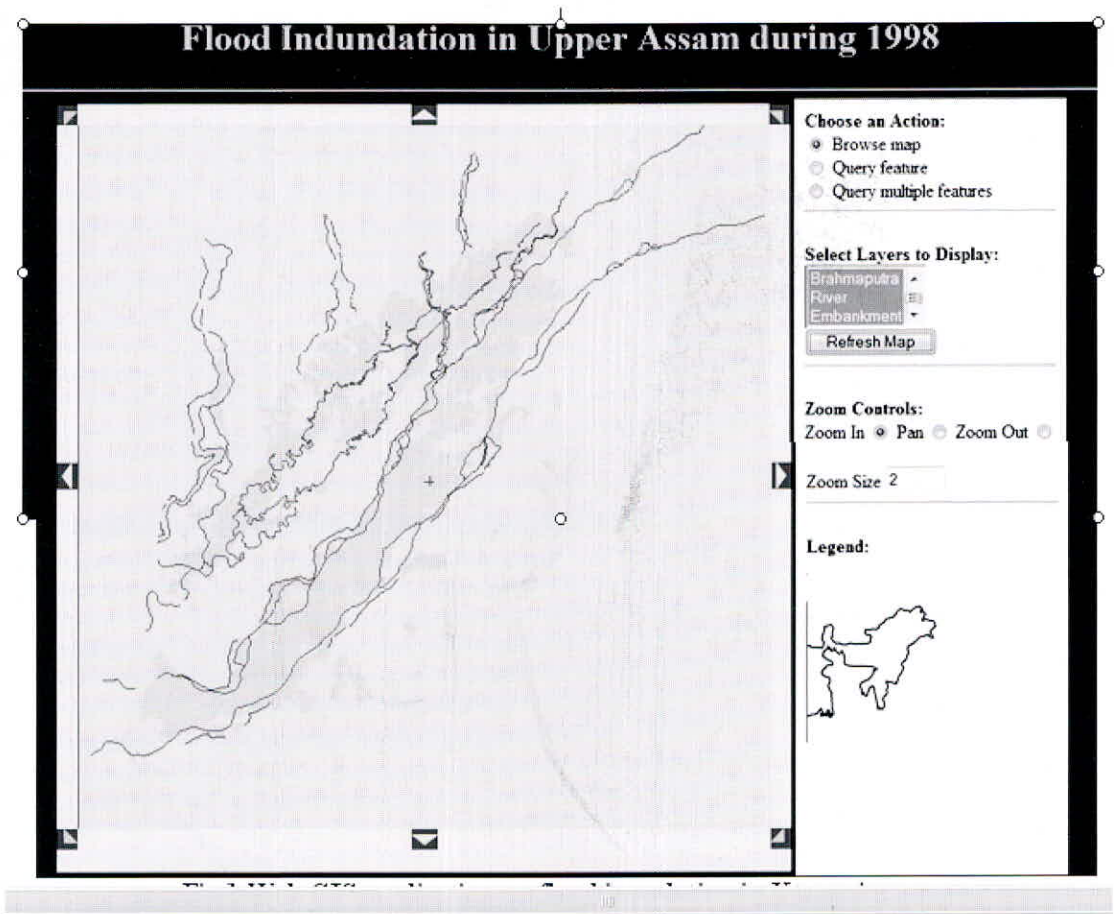 Flood Indundation in Upper Assam during 1998
Choose an Action:
Browse map
Query feature
Query multiple features
Select Layers to Display:
Brahmaputra
River
Embankment
Refresh Map
Zoom Controls:
Zoom In Pan Zoom Out
Zoom Size 2
Legend: